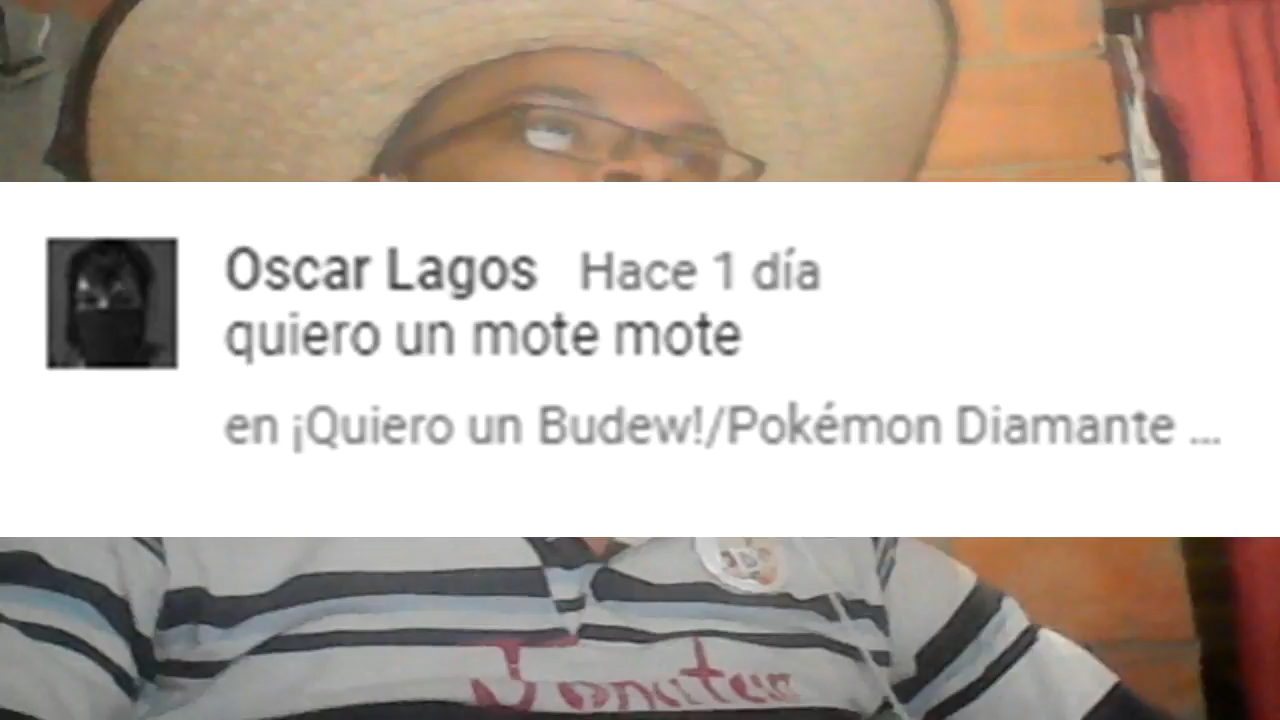 Oscar Lagos Hace 1 día
quiero un mote mote
en ¡Quiero un Budew!/Pokémon Diamante ...